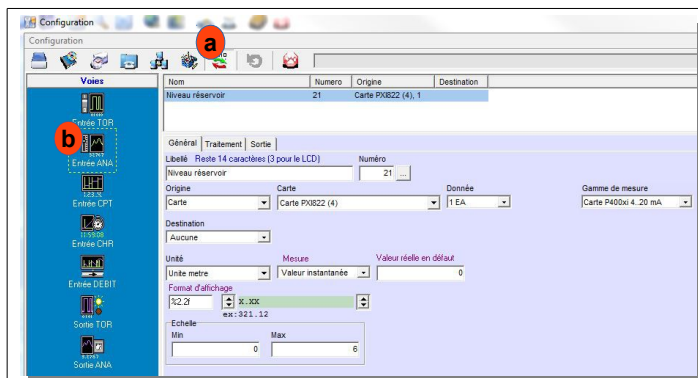 Configuration
Configuration
a
Voies
Entrée TOR
b
Entrée ANA
Entrée CPT
Entrée CHR
Entrée DEBIT
Sortie TOR
Sortie ANA
Nom Numero Origine Destination
Niveau réservoir 21 Carte PXI822 (4), 1
Général Traitement Sortie
Libellé Reste 14 caractères (3 pour le LCD) Numéro
Niveau réservoir 21 ...
Origine Carte Donnée Gamme de mesure
Carte Carte PXI822 (4) 1 EA Carte P400xi 4..20 mA
Destination
Aucune
Unité Mesure Valeur réelle en défaut
Unite metre Valeur instantanée 0
Format d'affichage
%2.2f X.XX
ex:321.12
Echelle
Min Max
0 6